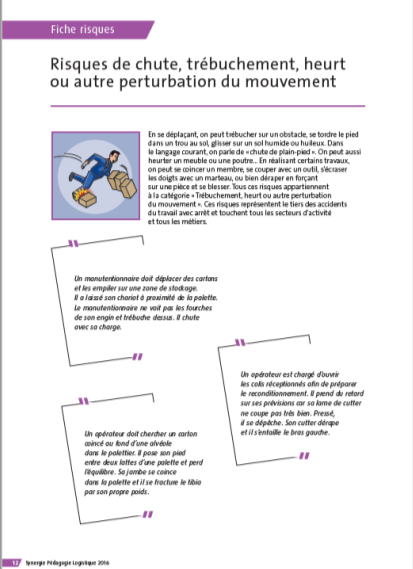 Fiche risques
Risques de chute, trébuchement, heurt
ou autre perturbation du mouvement
En se déplaçant, on peut trébucher sur un obstacle, se tordre le pied
dans un trou au sol, glisser sur un sol humide ou huileux. Dans
le langage courant, on parle de « chute de plain-pied ». On peut aussi
heurter un meuble ou une poutre... En réalisant certains travaux,
on peut se coincer un membre, se couper avec un outil, s'écraser
les doigts avec un marteau, ou bien déraper en forçant
sur une pièce et se blesser. Tous ces risques appartiennent
à la catégorie « Trébuchement, heurt ou autre perturbation
du mouvement ». Ces risques représentent le tiers des accidents
du travail avec arrêt et touchent tous les secteurs d'activité
et tous les métiers.
Un manutentionnaire doit déplacer des cartons
et les empiler sur une zone de stockage.
Il a laissé son chariot à proximité de la palette.
Le manutentionnaire ne voit pas les fourches
de son engin et trébuche dessus. Il chute
avec sa charge.
Un opérateur est chargé d'ouvrir
les colis réceptionnés afin de préparer
le reconditionnement. Il prend du retard
sur ses prévisions car sa lame de cutter
ne coupe pas très bien. Pressé,
il se dépêche. Son cutter dérape
et il s'entaille le bras gauche.
Un opérateur doit chercher un carton
coincé au fond d'une alvéole
dans le palettier. Il pose son pied
entre deux lattes d'une palette et perd
l'équilibre. Sa jambe se coince
dans la palette et il se fracture le tibia
par son propre poids.
12 Synergie Pédagogie Logistique 2016